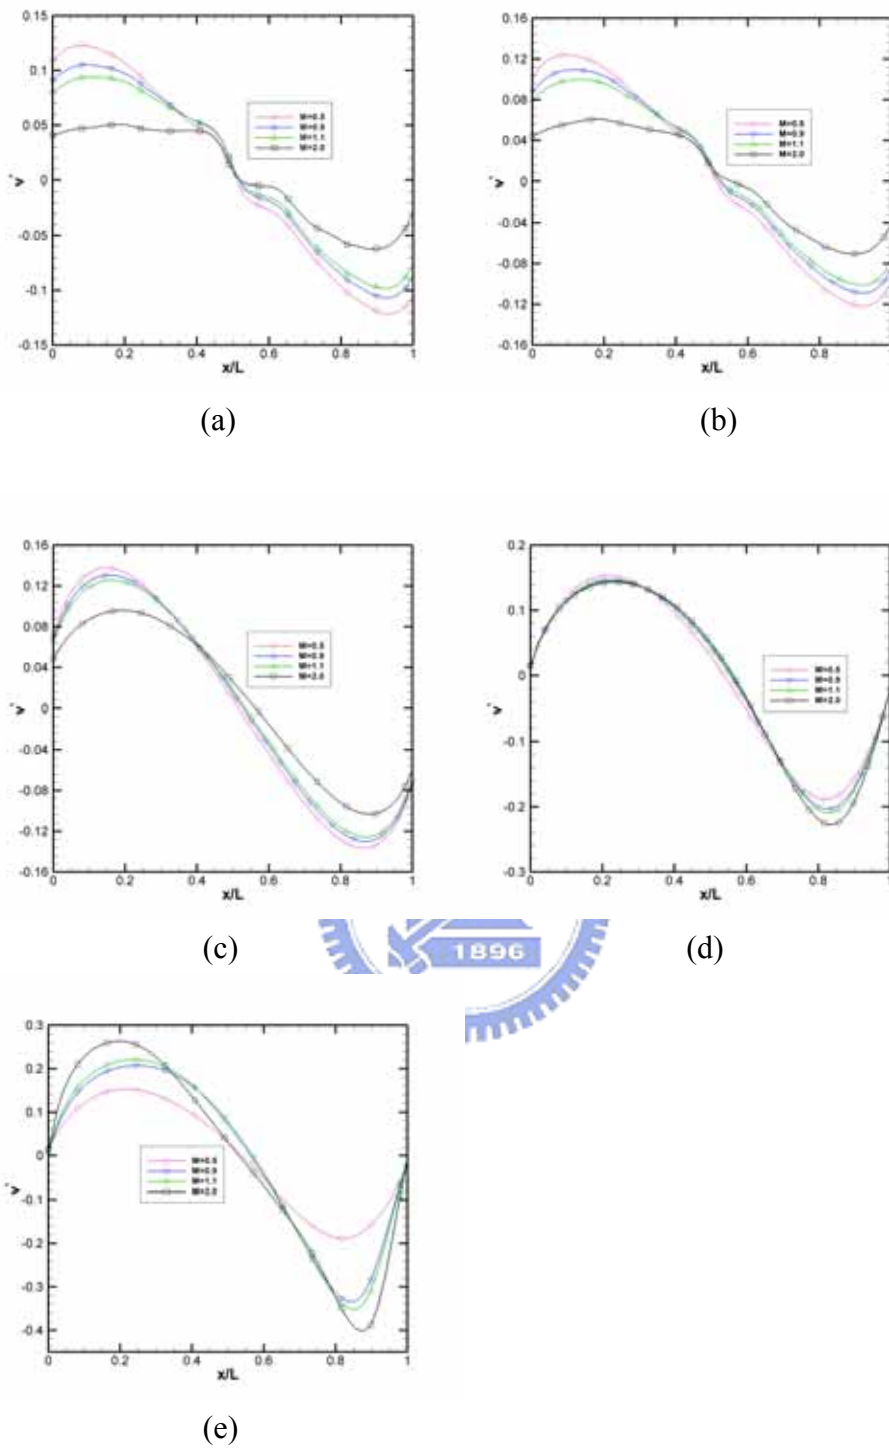 0.15
0.1
0.05
0
-0.05
-0.1
-0.15
v*
0 0.2 0.4 0.6 0.8 1
x/L
M=0.5
M=0.9
M=1.1
M=2.0
(a)
0.16
0.12
0.08
0.04
0
-0.04
-0.08
-0.12
-0.16
v*
0 0.2 0.4 0.6 0.8
x/L
M=0.5
M=0.9
M=1.1
M=2.0
(b)
0.16
0.12
0.08
0.04
0
-0.04
-0.08
-0.12
-0.16
v*
0 0.2 0.4 0.6 0.8 1
x/L
M=0.5
M=0.9
M=1.1
M=2.0
(c)
0.2
0.1
0
-0.1
-0.2
-0.3
v*
0 0.2 0.4 0.6 0.8 1
x/L
M=0.5
M=0.9
M=1.1
M=2.0
(d)
1896
0.3
0.2
0.1
0
-0.1
-0.2
-0.3
-0.4
v*
0 0.2 0.4 0.6 0.8 1
x/L
M=0.5
M=0.9
M=1.1
M=2.0
(e)